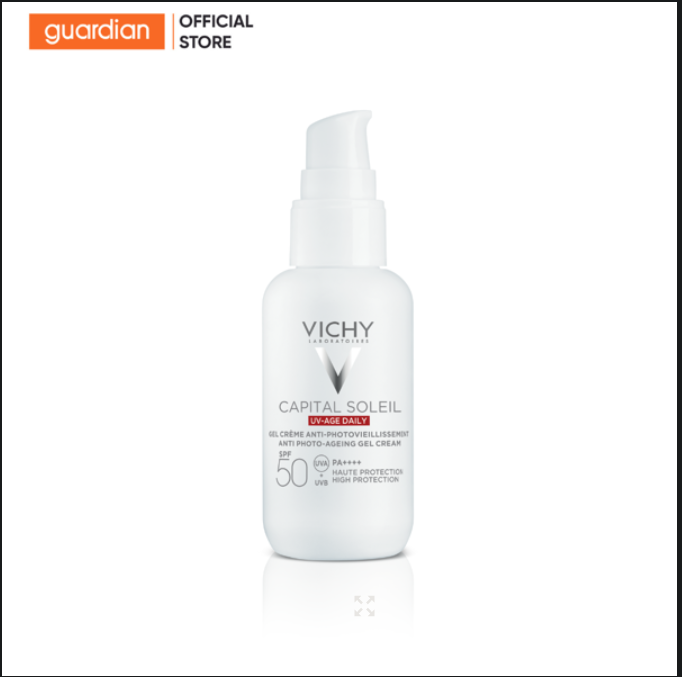 guardian
OFFICIAL
STORE
VICHY
LABORATOIRES
CAPITAL SOLEIL
UV-AGE DAILY
GEL CRÈME ANTI-PHOTOVIEILLISSEMENT
ANTI PHOTO-AGEING GEL CREAM
SPF
50
UVA
+
UVB
PA++++
HAUTE PROTECTION
HIGH PROTECTION